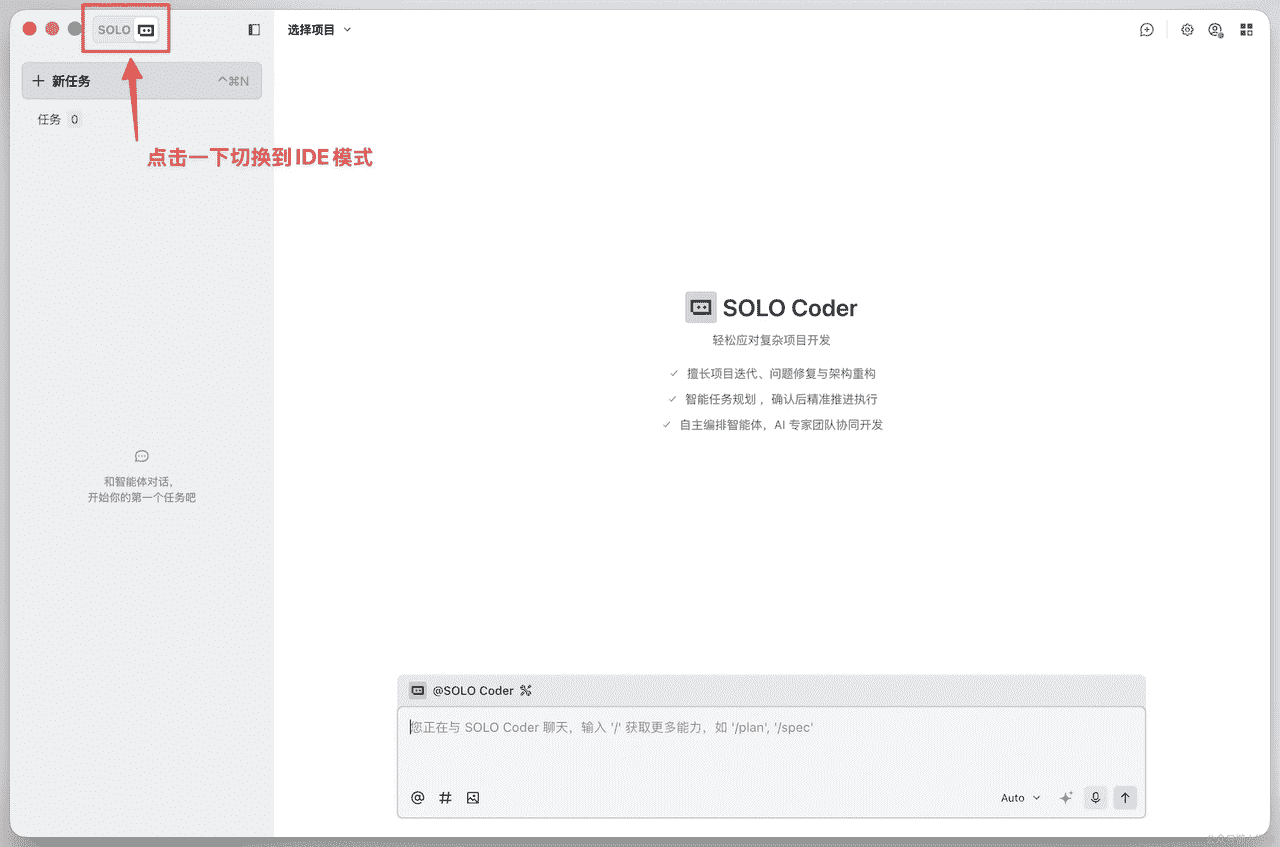 SOLO
选择项目
新任务
^⌘N
任务 0
点击一下切换到IDE模式
SOLO Coder
轻松应对复杂项目开发
擅长项目迭代、问题修复与架构重构
智能任务规划，确认后精准推进执行
自主编排智能体，AI 专家团队协同开发
和智能体对话，
开始你的第一个任务吧
@SOLO Coder
您正在与 SOLO Coder 聊天，输入 '/' 获取更多能力，如 '/plan', '/spec'
Auto